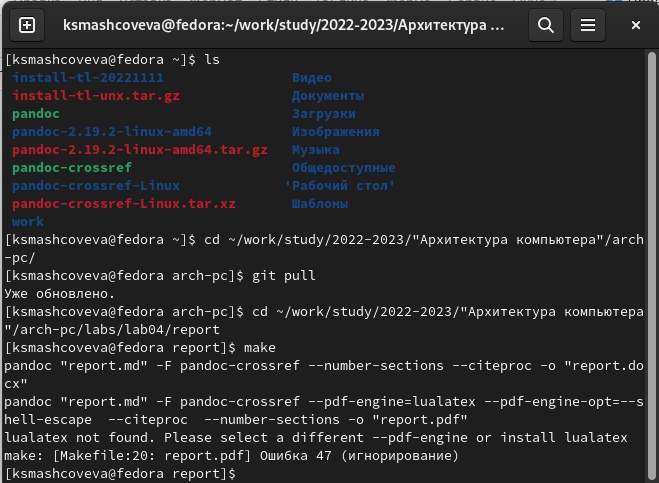 ksmashcoveva@fedora:~/work/study/2022-2023/Архитектура ...
[ksmashcoveva@fedora ~]$ ls
install-tl-20221111 Видео
install-tl-unx.tar.gz Документы
pandoc Загрузки
pandoc-2.19.2-linux-amd64 Изображения
pandoc-2.19.2-linux-amd64.tar.gz Музыка
pandoc-crossref Общедоступные
pandoc-crossref-Linux 'Рабочий стол'
pandoc-crossref-Linux.tar.xz Шаблоны
work
[ksmashcoveva@fedora ~]$ cd ~/work/study/2022-2023/"Архитектура компьютера"/arch
-pc/
[ksmashcoveva@fedora arch-pc]$ git pull
Уже обновлено.
[ksmashcoveva@fedora arch-pc]$ cd ~/work/study/2022-2023/"Архитектура компьютера
"/arch-pc/labs/lab04/report
[ksmashcoveva@fedora report]$ make
pandoc "report.md" -F pandoc-crossref --number-sections --citeproc -o "report.do
cx"
pandoc "report.md" -F pandoc-crossref --pdf-engine=lualatex --pdf-engine-opt=--s
hell-escape  --citeproc  --number-sections -o "report.pdf"
lualatex not found. Please select a different --pdf-engine or install lualatex
make: [Makefile:20: report.pdf] Ошибка 47 (игнорирование)
[ksmashcoveva@fedora report]$